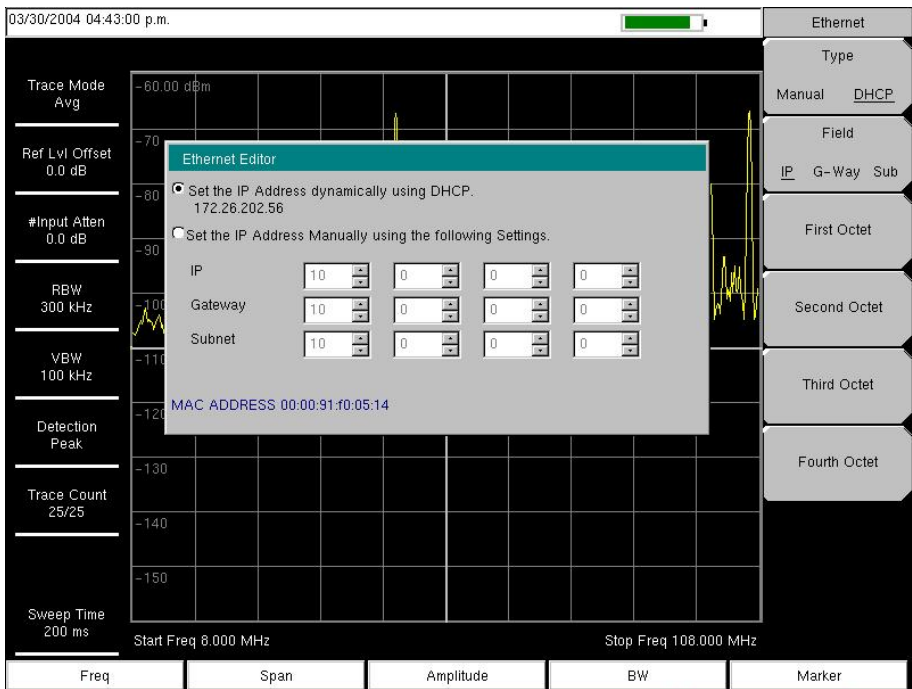 03/30/2004 04:43:00 p.m.
Ethernet
Type
Manual DHCP
Field
IP G-Way Sub
First Octet
Second Octet
Third Octet
Fourth Octet
Trace Mode
Avg
Ref Lvl Offset
0.0 dB
#Input Atten
0.0 dB
RBW
300 kHz
VBW
100 kHz
Detection
Peak
Trace Count
25/25
Sweep Time
200 ms
-60.00 dBm
-70
-80
-90
-100
-110
-120
-130
-140
-150
Ethernet Editor
Set the IP Address dynamically using DHCP.
172.26.202.56
Set the IP Address Manually using the following Settings.
IP 10 0 0 0
Gateway 10 0 0 0
Subnet 10 0 0 0
MAC ADDRESS 00:00:91:f0:05:14
Start Freq 8.000 MHz
Stop Freq 108.000 MHz
Freq
Span
Amplitude
BW
Marker